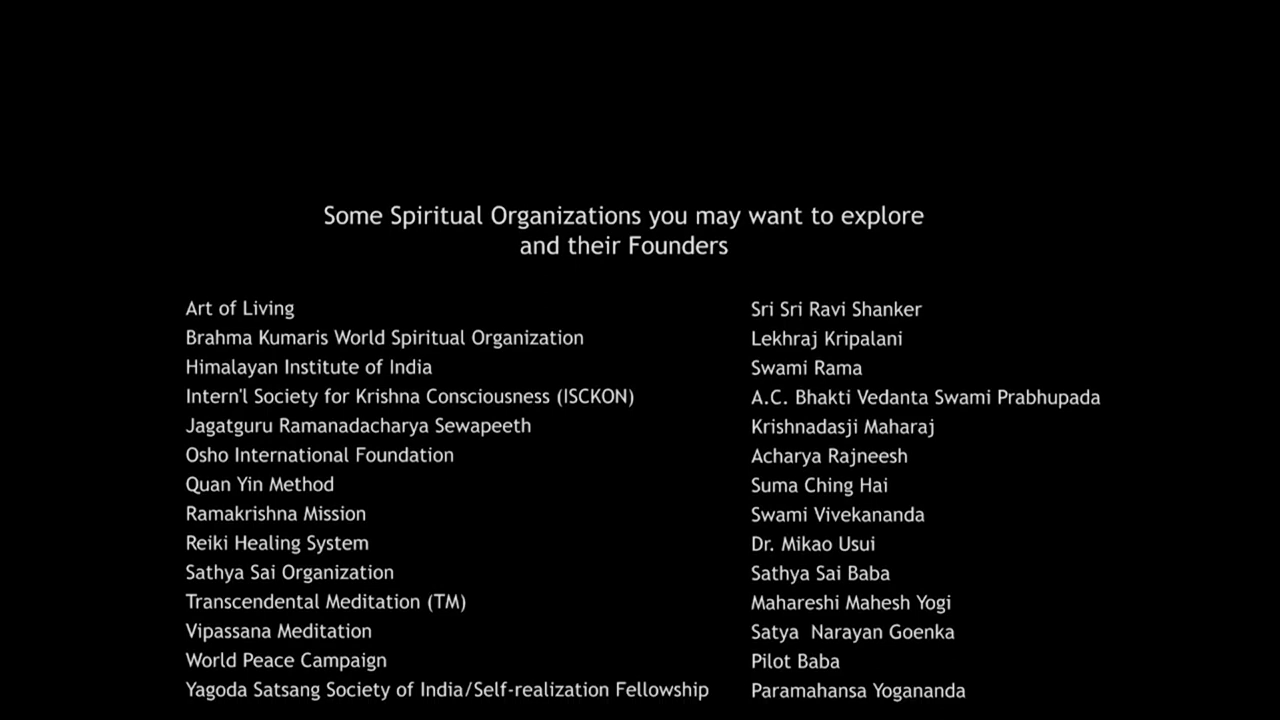 Some Spiritual Organizations you may want to explore
and their Founders
Art of Living Sri Sri Ravi Shanker
Brahma Kumaris World Spiritual Organization Lekhraj Kripalani
Himalayan Institute of India Swami Rama
Intern'l Society for Krishna Consciousness (ISCKON) A.C. Bhakti Vedanta Swami Prabhupada
Jagatguru Ramanadacharya Sewapeeth Krishnadasji Maharaj
Osho International Foundation Acharya Rajneesh
Quan Yin Method Suma Ching Hai
Ramakrishna Mission Swami Vivekananda
Reiki Healing System Dr. Mikao Usui
Sathya Sai Organization Sathya Sai Baba
Transcendental Meditation (TM) Mahareshi Mahesh Yogi
Vipassana Meditation Satya  Narayan Goenka
World Peace Campaign Pilot Baba
Yagoda Satsang Society of India/Self-realization Fellowship Paramahansa Yogananda